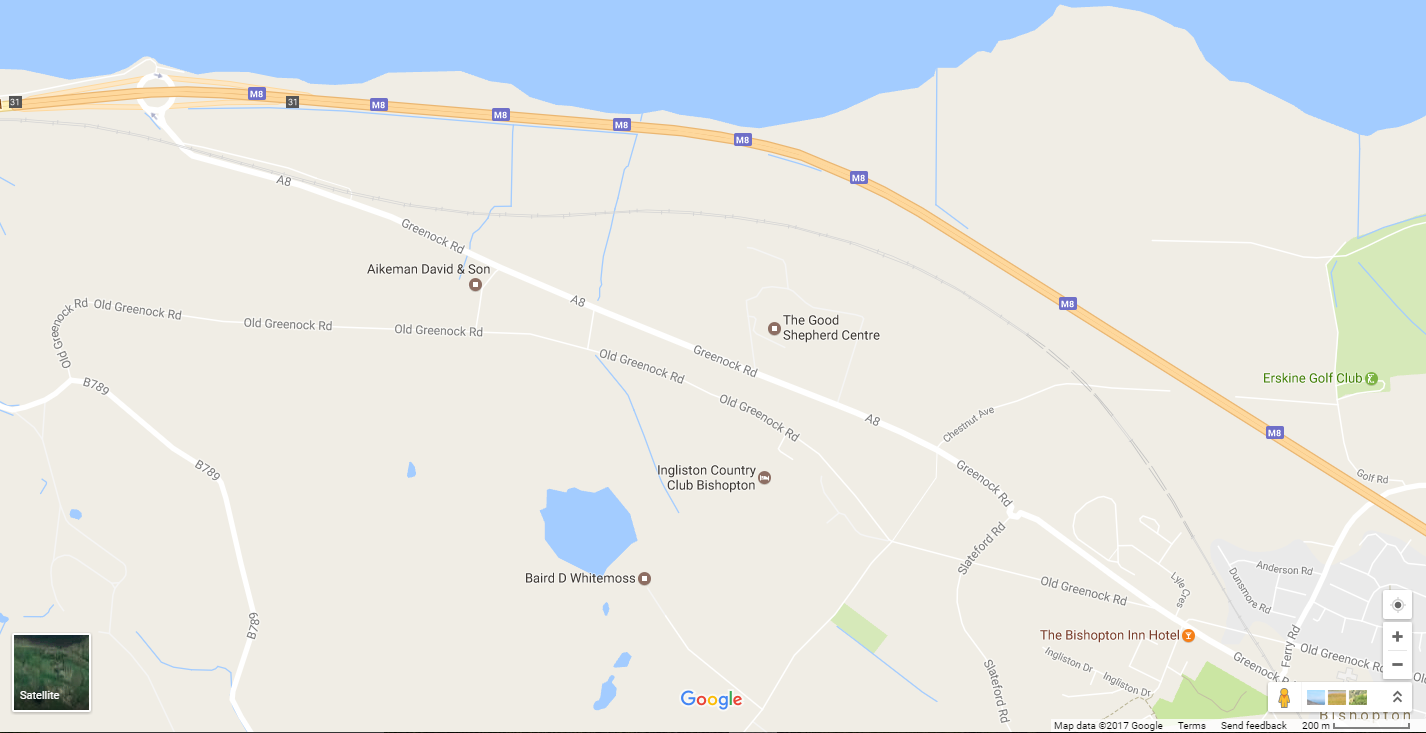 31
M8
31
M8
M8
M8
M8
M8
A8
Greenock Rd
Aikeman David & Son
Old Greenock Rd
Old Greenock Rd
Old Greenock Rd
Old Greenock Rd
A8
M8
The Good
Shepherd Centre
Old Greenock Rd
Greenock Rd
Erskine Golf Club
B789
Old Greenock Rd
A8
Chestnut Ave
M8
B789
Ingliston Country
Club Bishopton
Greenock Rd
Golf Rd
Slateford Rd
Baird D Whitemoss
Old Greenock Rd
Lyle Cres
Anderson Rd
Dunsmore Rd
B789
The Bishopton Inn Hotel
Ferry Rd
Ingliston Dr
Ingliston Dr
Greenock R
Old Greenock Rd
Slateford Rd
Satellite
Google
Bishopton
Map data ©2017 Google
Terms
Send feedback
200 m